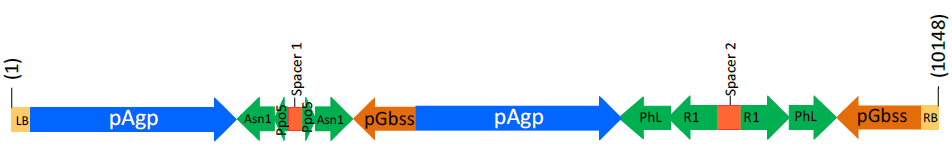 (1)
LB
pAgp
Asn1
Ppo5
Spacer 1
Ppo5
Asn1
pGbss
pAgp
PhL
R1
Spacer 2
R1
PhL
pGbss
RB
(10148)